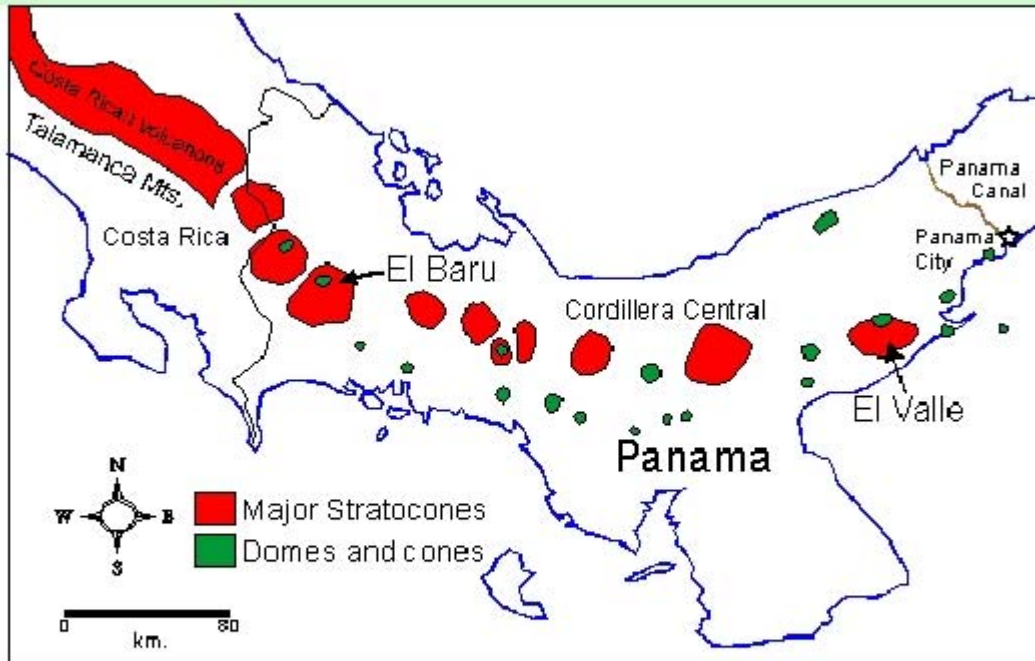 Costa Rican volcanons
Talamanca Mts,
Costa Rica
El Baru
Cordillera Central
Panama
Canal
Panama
City
El Valle
Panama
N
W
E
S
Major Stratocones
Domes and cones
0
80
km.